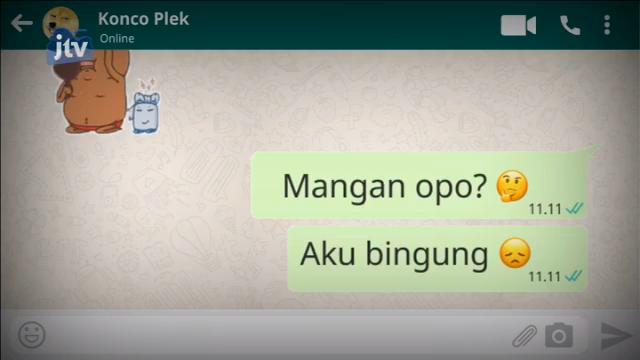 Konco Plek
Online
jtv
Mangan opo? 🤔
11.11
Aku bingung 😞
11.11